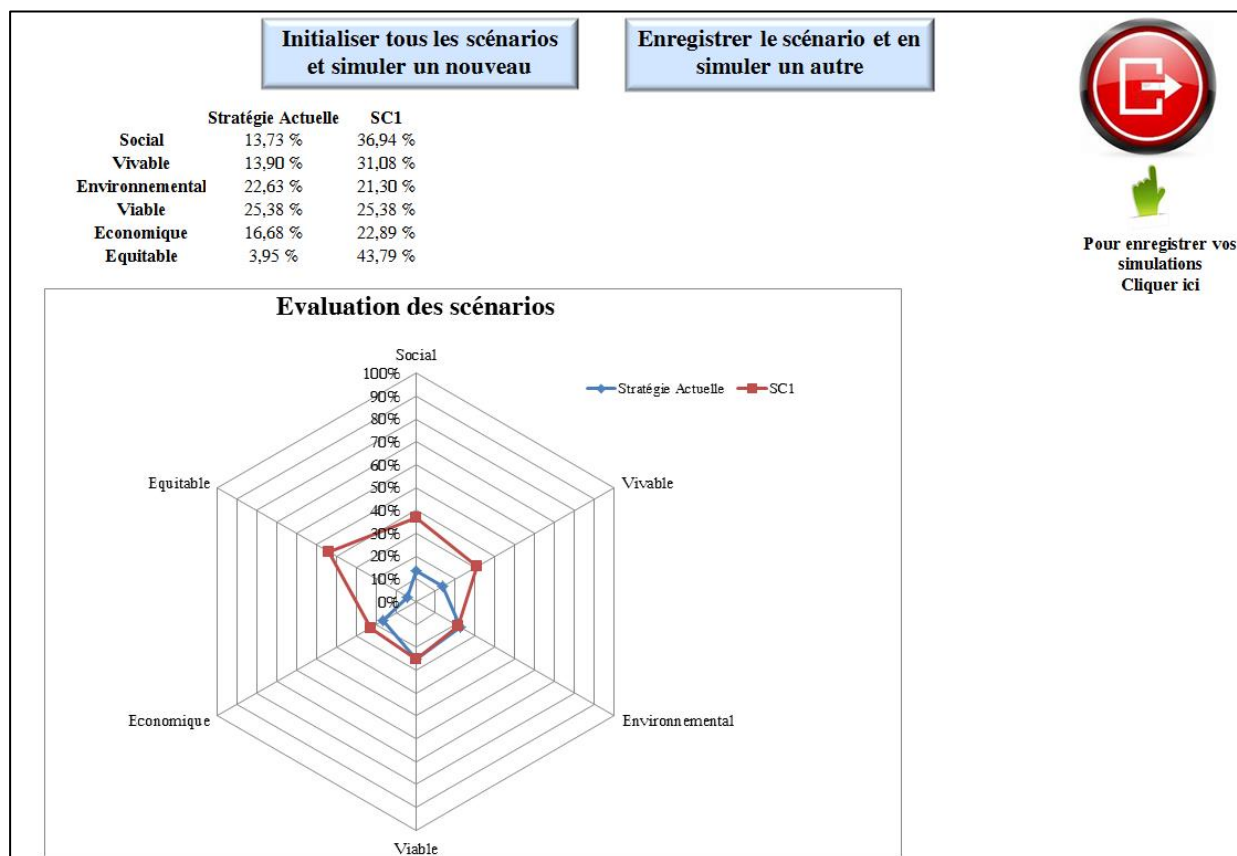 Initialiser tous les scénarios
et simuler un nouveau
Enregistrer le scénario et en
simuler un autre
Stratégie Actuelle SC1
Social 13,73 % 36,94 %
Vivable 13,90 % 31,08 %
Environnemental 22,63 % 21,30 %
Viable 25,38 % 25,38 %
Economique 16,68 % 22,89 %
Equitable 3,95 % 43,79 %
Pour enregistrer vos
simulations
Cliquer ici
Evaluation des scénarios
Social
100%
90%
80%
70%
60%
50%
40%
30%
20%
10%
0%
Stratégie Actuelle SC1
Equitable
Vivable
Economique
Environnemental
Viable